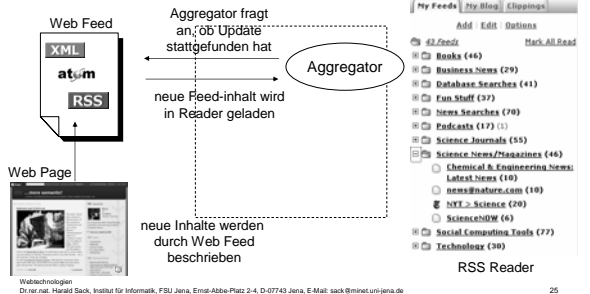 Web Feed
XML
atom
RSS
Aggregator fragt
an, ob Update
stattgefunden hat
neue Feed-inhalt wird
in Reader geladen
Aggregator
Web Page
neue Inhalte werden
durch Web Feed
beschrieben
My Feeds My Blog Clippings
Add | Edit | Options
42 Feeds Mark All Read
Books (46)
Business News (29)
Database Searches (41)
Fun Stuff (37)
News Searches (70)
Podcasts (17) (1)
Science Journals (55)
Science News/Magazines (46)
Chemical & Engineering News:
Latest News (10)
news@nature.com (10)
NYT > Science (20)
ScienceNOW (6)
Social Computing Tools (77)
Technology (30)
RSS Reader
Webtechnologien
Dr.rer.nat. Harald Sack, Institut für Informatik, FSU Jena, Ernst-Abbe-Platz 2-4, D-07743 Jena, E-Mail: sack@minet.uni-jena.de 25